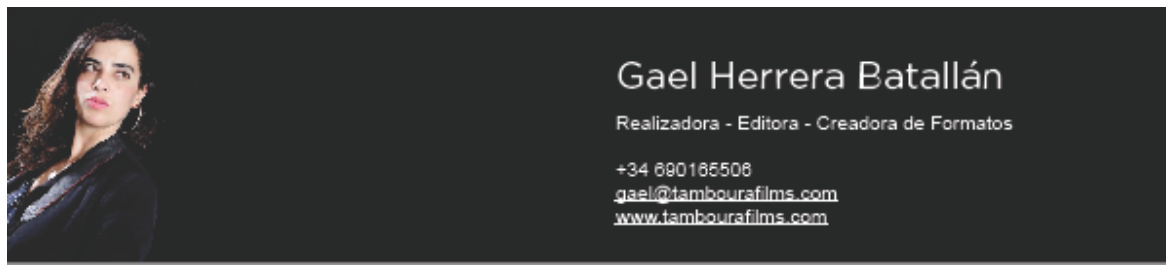 Gael Herrera Batallán
Realizadora - Editora - Creadora de Formatos
+34 690165506
gael@tambourafilms.com
www.tambourafilms.com